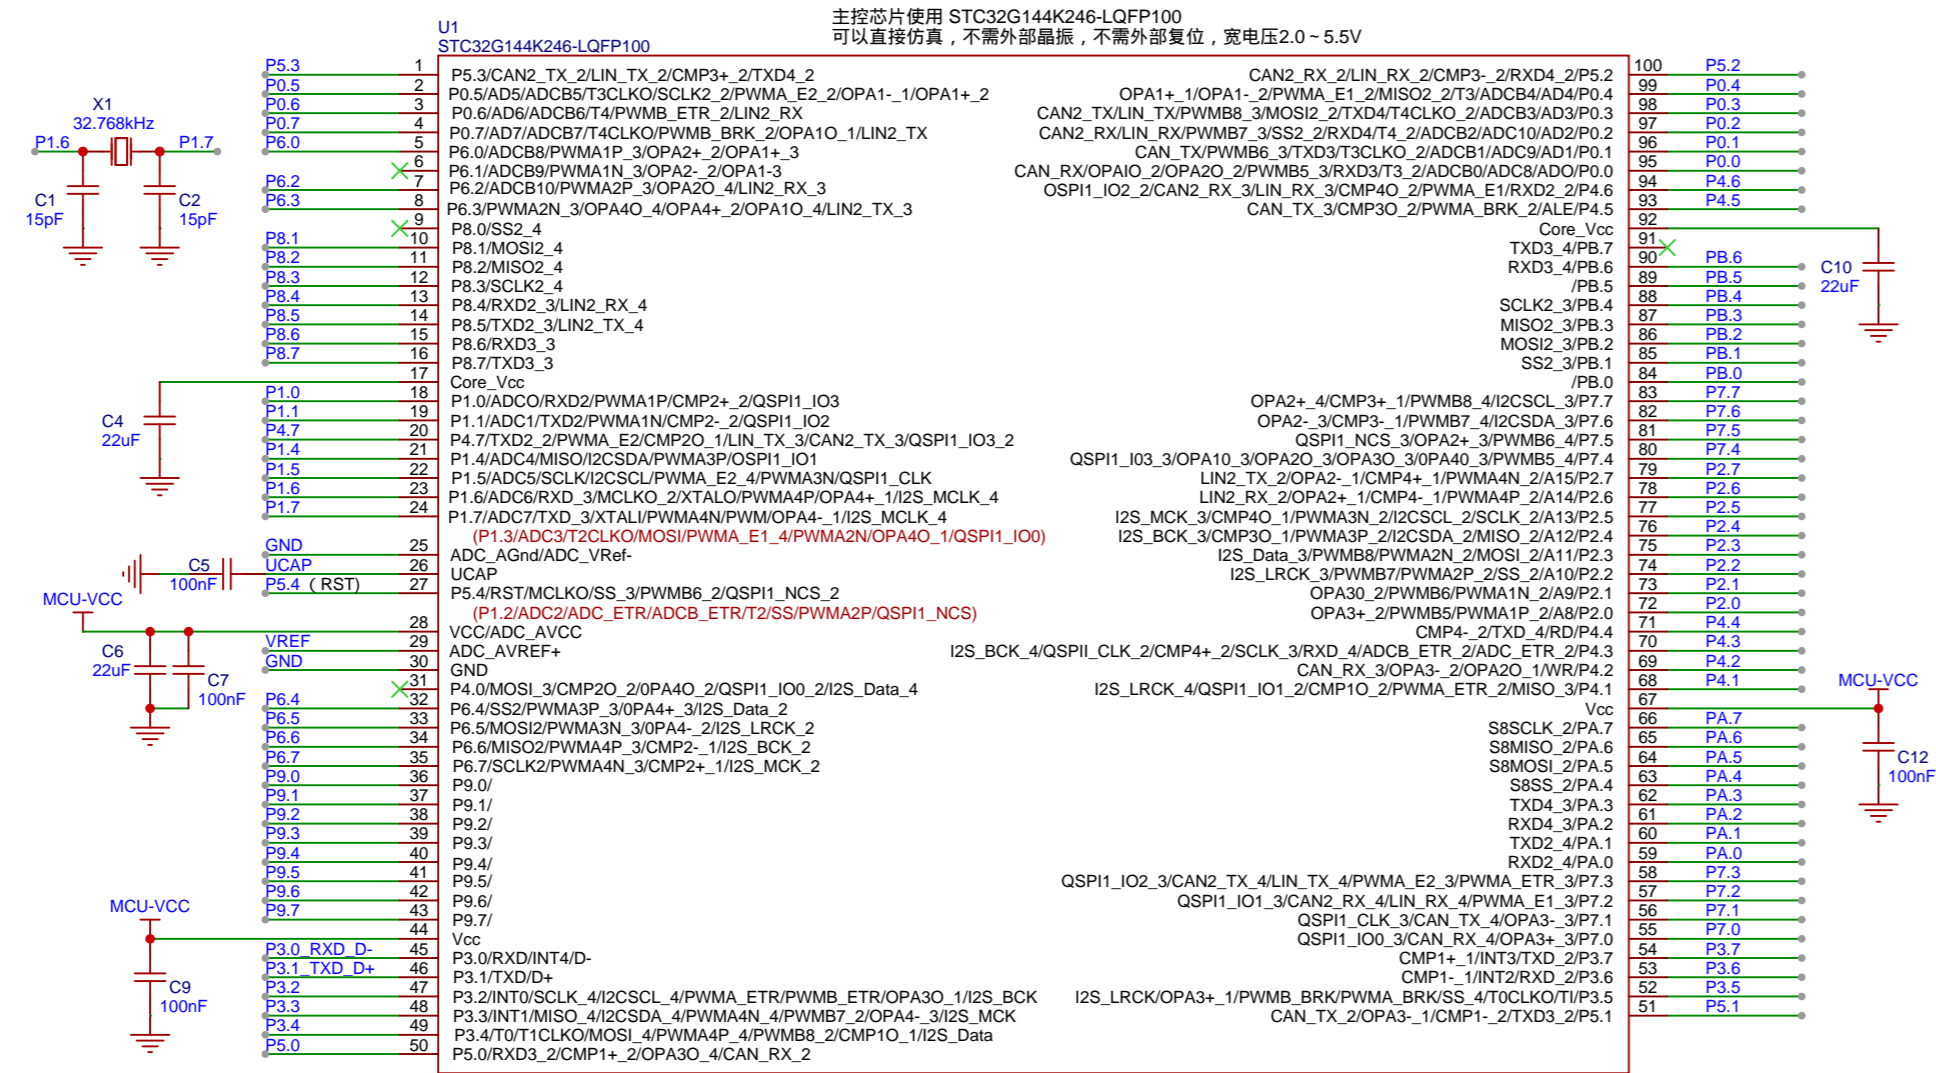 主控芯片使用 STC32G144K246-LQFP100
可以直接仿真，不需外部晶振，不需外部复位，宽电压2.0～5.5V
U1
STC32G144K246-LQFP100
X1
32.768kHz
P1.6
P1.7
C1
15pF
C2
15pF
P5.3 1 P5.3/CAN2_TX_2/LIN_TX_2/CMP3+_2/TXD4_2
P0.5 2 P0.5/AD5/ADCB5/T3CLKO/SCLK2_2/PWMA_E2_2/OPA1-_1/OPA1+_2
P0.6 3 P0.6/AD6/ADCB6/T4/PWMB_ETR_2/LIN2_RX
P0.7 4 P0.7/AD7/ADCB7/T4CLKO/PWMB_BRK_2/OPA1O_1/LIN2_TX
P6.0 5 P6.0/ADCB8/PWMA1P_3/OPA2+_2/OPA1+_3
6 P6.1/ADCB9/PWMA1N_3/OPA2-_2/OPA1-3
P6.2 7 P6.2/ADCB10/PWMA2P_3/OPA2O_4/LIN2_RX_3
P6.3 8 P6.3/PWMA2N_3/OPA4O_4/OPA4+_2/OPA1O_4/LIN2_TX_3
9 P8.0/SS2_4
P8.1 10 P8.1/MOSI2_4
P8.2 11 P8.2/MISO2_4
P8.3 12 P8.3/SCLK2_4
P8.4 13 P8.4/RXD2_3/LIN2_RX_4
P8.5 14 P8.5/TXD2_3/LIN2_TX_4
P8.6 15 P8.6/RXD3_3
P8.7 16 P8.7/TXD3_3
17 Core_Vcc
C4
22uF
P1.0 18 P1.0/ADCO/RXD2/PWMA1P/CMP2+_2/QSPI1_IO3
P1.1 19 P1.1/ADC1/TXD2/PWMA1N/CMP2-_2/QSPI1_IO2
P4.7 20 P4.7/TXD2_2/PWMA_E2/CMP2O_1/LIN_TX_3/CAN2_TX_3/QSPI1_IO3_2
P1.4 21 P1.4/ADC4/MISO/I2CSDA/PWMA3P/OSPI1_IO1
P1.5 22 P1.5/ADC5/SCLK/I2CSCL/PWMA_E2_4/PWMA3N/QSPI1_CLK
P1.6 23 P1.6/ADC6/RXD_3/MCLKO_2/XTALO/PWMA4P/OPA4+_1/I2S_MCLK_4
P1.7 24 P1.7/ADC7/TXD_3/XTALI/PWMA4N/PWM/OPA4-_1/I2S_MCLK_4
(P1.3/ADC3/T2CLKO/MOSI/PWMA_E1_4/PWMA2N/OPA4O_1/QSPI1_IO0)
GND 25 ADC_AGnd/ADC_VRef-
C5
100nF
UCAP 26 UCAP
P5.4（RST) 27 P5.4/RST/MCLKO/SS_3/PWMB6_2/QSPI1_NCS_2
(P1.2/ADC2/ADC_ETR/ADCB_ETR/T2/SS/PWMA2P/QSPI1_NCS)
MCU-VCC
28 VCC/ADC_AVCC
C6
22uF
C7
100nF
VREF 29 ADC_AVREF+
GND 30 GND
31 P4.0/MOSI_3/CMP2O_2/0PA4O_2/QSPI1_IO0_2/I2S_Data_4
P6.4 32 P6.4/SS2/PWMA3P_3/0PA4+_3/I2S_Data_2
P6.5 33 P6.5/MOSI2/PWMA3N_3/0PA4-_2/I2S_LRCK_2
P6.6 34 P6.6/MISO2/PWMA4P_3/CMP2-_1/I2S_BCK_2
P6.7 35 P6.7/SCLK2/PWMA4N_3/CMP2+_1/I2S_MCK_2
P9.0 36 P9.0/
P9.1 37 P9.1/
P9.2 38 P9.2/
P9.3 39 P9.3/
P9.4 40 P9.4/
P9.5 41 P9.5/
P9.6 42 P9.6/
P9.7 43 P9.7/
MCU-VCC
44 Vcc
C9
100nF
P3.0_RXD_D- 45 P3.0/RXD/INT4/D-
P3.1_TXD_D+ 46 P3.1/TXD/D+
P3.2 47 P3.2/INT0/SCLK_4/I2CSCL_4/PWMA_ETR/PWMB_ETR/OPA3O_1/I2S_BCK
P3.3 48 P3.3/INT1/MISO_4/I2CSDA_4/PWMA4N_4/PWMB7_2/OPA4-_3/I2S_MCK
P3.4 49 P3.4/T0/T1CLKO/MOSI_4/PWMA4P_4/PWMB8_2/CMP1O_1/I2S_Data
P5.0 50 P5.0/RXD3_2/CMP1+_2/OPA3O_4/CAN_RX_2
CAN2_RX_2/LIN_RX_2/CMP3-_2/RXD4_2/P5.2 100 P5.2
OPA1+_1/OPA1-_2/PWMA_E1_2/MISO2_2/T3/ADCB4/AD4/P0.4 99 P0.4
CAN2_TX/LIN_TX/PWMB8_3/MOSI2_2/TXD4/T4CLKO_2/ADCB3/AD3/P0.3 98 P0.3
CAN2_RX/LIN_RX/PWMB7_3/SS2_2/RXD4/T4_2/ADCB2/ADC10/AD2/P0.2 97 P0.2
CAN_TX/PWMB6_3/TXD3/T3CLKO_2/ADCB1/ADC9/AD1/P0.1 96 P0.1
CAN_RX/OPAIO_2/OPA2O_2/PWMB5_3/RXD3/T3_2/ADCB0/ADC8/ADO/P0.0 95 P0.0
OSPI1_IO2_2/CAN2_RX_3/LIN_RX_3/CMP4O_2/PWMA_E1/RXD2_2/P4.6 94 P4.6
CAN_TX_3/CMP3O_2/PWMA_BRK_2/ALE/P4.5 93 P4.5
Core_Vcc 92
C10
22uF
TXD3_4/PB.7 91
RXD3_4/PB.6 90 PB.6
/PB.5 89 PB.5
SCLK2_3/PB.4 88 PB.4
MISO2_3/PB.3 87 PB.3
MOSI2_3/PB.2 86 PB.2
SS2_3/PB.1 85 PB.1
/PB.0 84 PB.0
OPA2+_4/CMP3+_1/PWMB8_4/I2CSCL_3/P7.7 83 P7.7
OPA2-_3/CMP3-_1/PWMB7_4/I2CSDA_3/P7.6 82 P7.6
QSPI1_NCS_3/OPA2+_3/PWMB6_4/P7.5 81 P7.5
QSPI1_I03_3/OPA10_3/OPA2O_3/OPA3O_3/0PA40_3/PWMB5_4/P7.4 80 P7.4
LIN2_TX_2/OPA2-_1/CMP4+_1/PWMA4N_2/A15/P2.7 79 P2.7
LIN2_RX_2/OPA2+_1/CMP4-_1/PWMA4P_2/A14/P2.6 78 P2.6
I2S_MCK_3/CMP4O_1/PWMA3N_2/I2CSCL_2/SCLK_2/A13/P2.5 77 P2.5
I2S_BCK_3/CMP3O_1/PWMA3P_2/I2CSDA_2/MISO_2/A12/P2.4 76 P2.4
I2S_Data_3/PWMB8/PWMA2N_2/MOSI_2/A11/P2.3 75 P2.3
I2S_LRCK_3/PWMB7/PWMA2P_2/SS_2/A10/P2.2 74 P2.2
OPA30_2/PWMB6/PWMA1N_2/A9/P2.1 73 P2.1
OPA3+_2/PWMB5/PWMA1P_2/A8/P2.0 72 P2.0
CMP4-_2/TXD_4/RD/P4.4 71 P4.4
I2S_BCK_4/QSPII_CLK_2/CMP4+_2/SCLK_3/RXD_4/ADCB_ETR_2/ADC_ETR_2/P4.3 70 P4.3
CAN_RX_3/OPA3-_2/OPA2O_1/WR/P4.2 69 P4.2
I2S_LRCK_4/QSPI1_IO1_2/CMP1O_2/PWMA_ETR_2/MISO_3/P4.1 68 P4.1
MCU-VCC
Vcc 67
C12
100nF
S8SCLK_2/PA.7 66 PA.7
S8MISO_2/PA.6 65 PA.6
S8MOSI_2/PA.5 64 PA.5
S8SS_2/PA.4 63 PA.4
TXD4_3/PA.3 62 PA.3
RXD4_3/PA.2 61 PA.2
TXD2_4/PA.1 60 PA.1
RXD2_4/PA.0 59 PA.0
QSPI1_IO2_3/CAN2_TX_4/LIN_TX_4/PWMA_E2_3/PWMA_ETR_3/P7.3 58 P7.3
QSPI1_IO1_3/CAN2_RX_4/LIN_RX_4/PWMA_E1_3/P7.2 57 P7.2
QSPI1_CLK_3/CAN_TX_4/OPA3-_3/P7.1 56 P7.1
QSPI1_IO0_3/CAN_RX_4/OPA3+_3/P7.0 55 P7.0
CMP1+_1/INT3/TXD_2/P3.7 54 P3.7
CMP1-_1/INT2/RXD_2/P3.6 53 P3.6
I2S_LRCK/OPA3+_1/PWMB_BRK/PWMA_BRK/SS_4/T0CLKO/TI/P3.5 52 P3.5
CAN_TX_2/OPA3-_1/CMP1-_2/TXD3_2/P5.1 51 P5.1